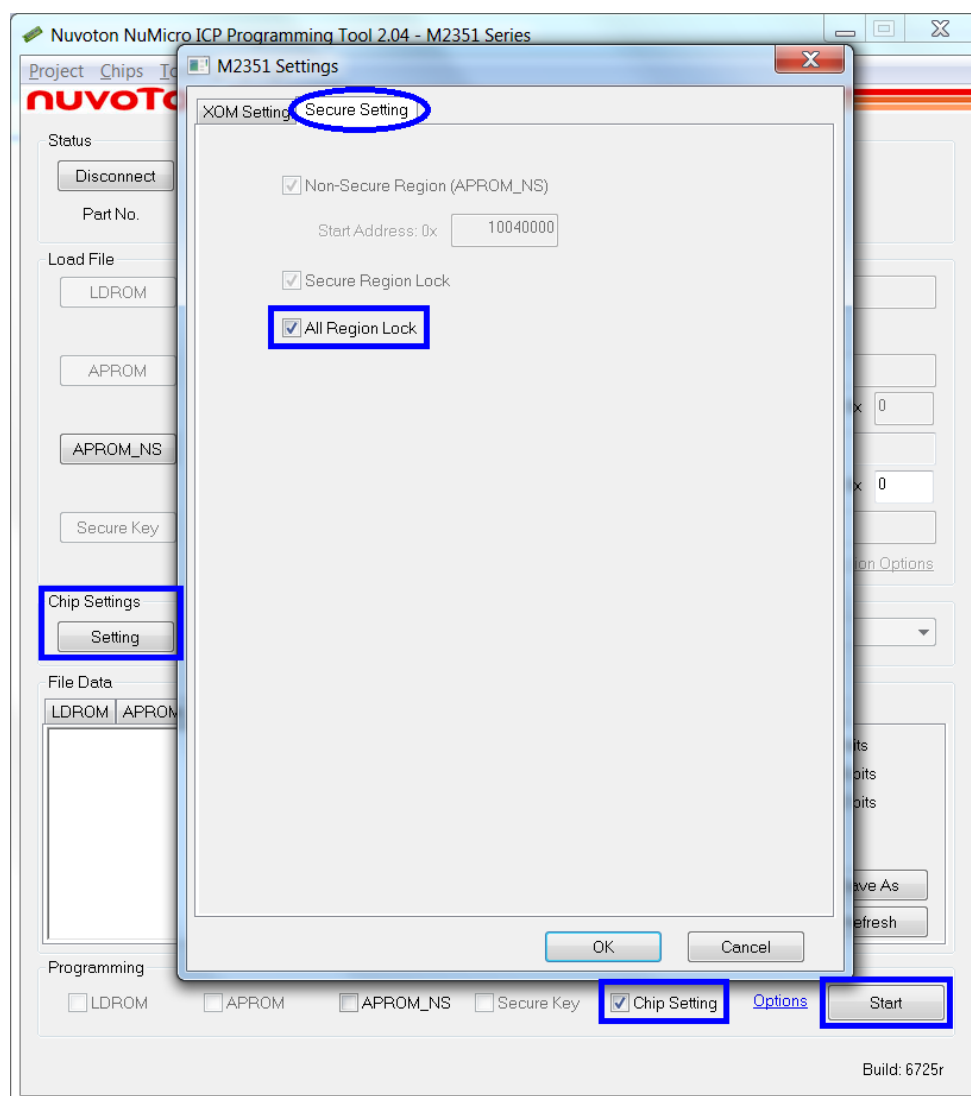 Nuvoton NuMicro ICP Programming Tool 2.04 - M2351 Series
Project Chips
M2351 Settings
XOM Setting
Secure Setting
Status
Disconnect
Part No.
Non-Secure Region (APROM_NS)
Start Address: 0x 10040000
Load File
Secure Region Lock
LDROM
All Region Lock
APROM
x 0
APROM_NS
x 0
Secure Key
Options
Chip Settings
Setting
File Data
LDROM APROM
OK
Cancel
Programming
LDROM APROM APROM_NS Secure Key Chip Setting Options Start
Build: 6725r